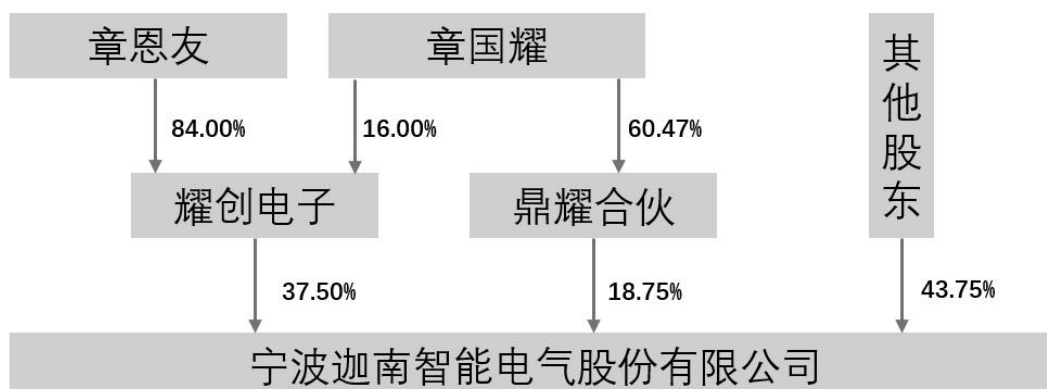 章恩友
章国耀
其他股东
84.00%
16.00%
60.47%
耀创电子
鼎耀合伙
37.50%
18.75%
43.75%
宁波迦南智能电气股份有限公司